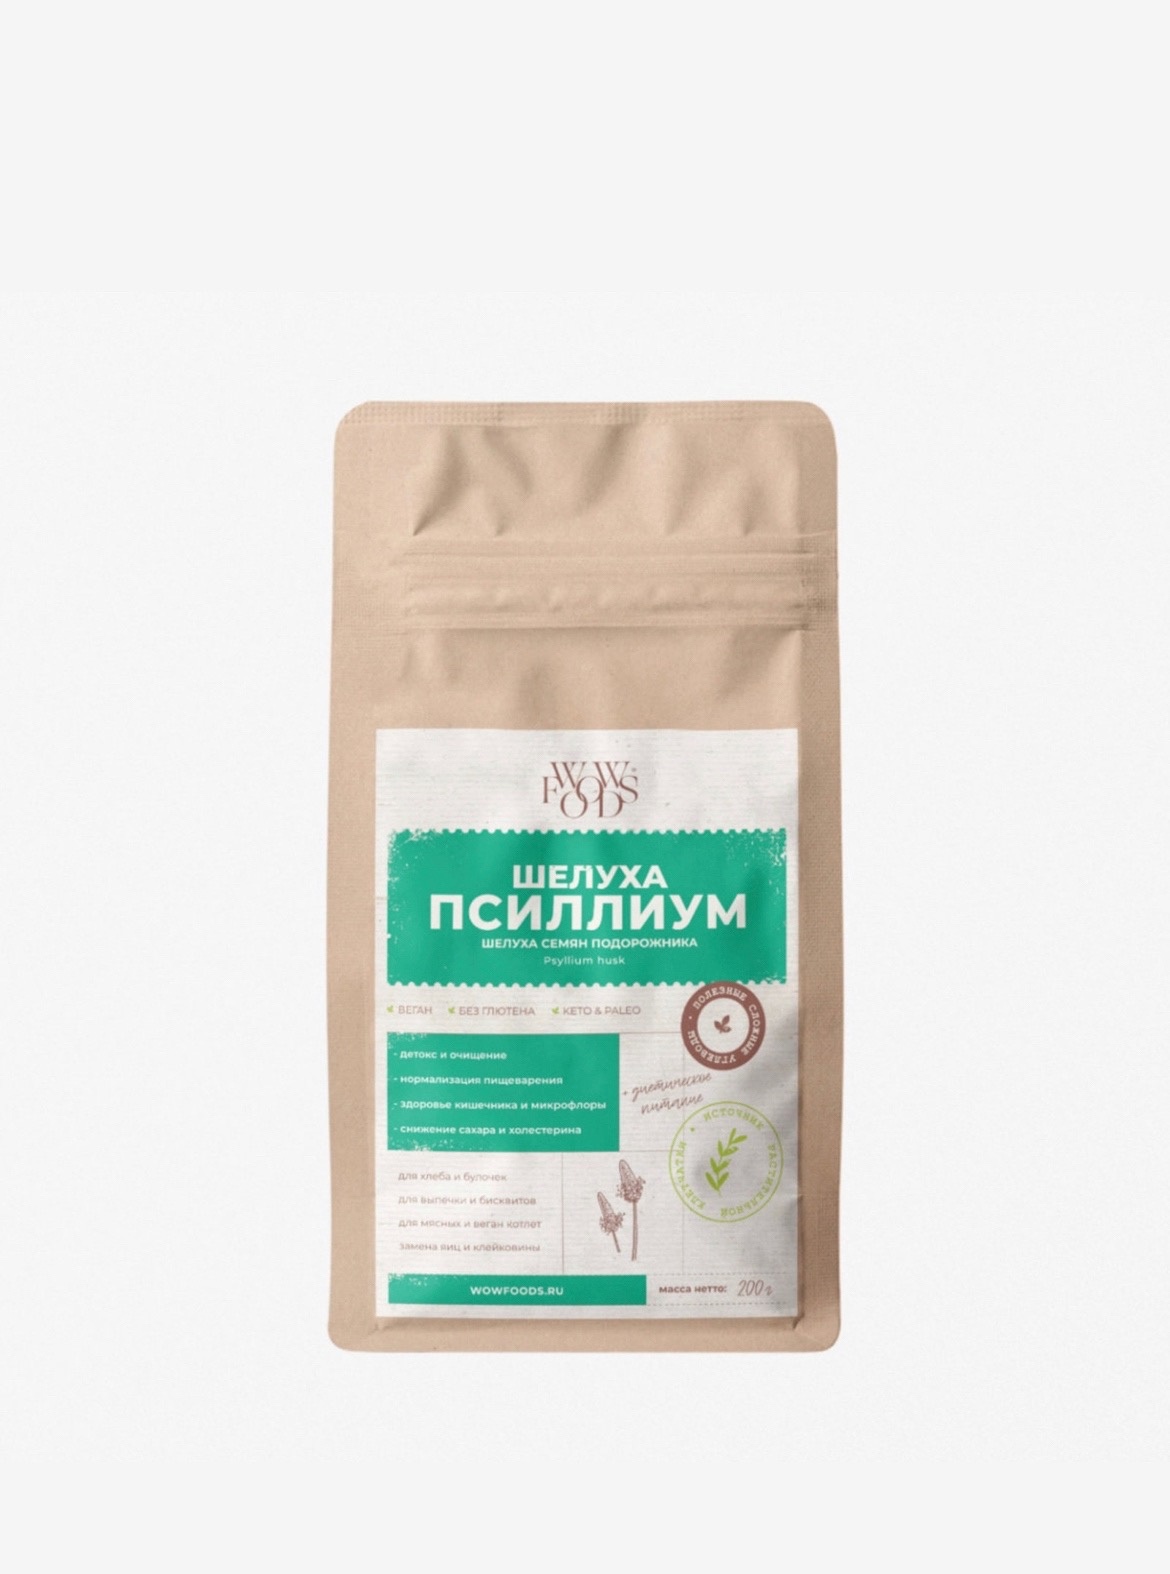 WOW
FOODS
ШЕЛУХА
ПСИЛЛИУМ
ШЕЛУХА СЕМЯН ПОДОРОЖНИКА
Psyllium husk
ВЕГАН БЕЗ ГЛЮТЕНА КЕТО & PALEO
ПОЛЕЗНЫЕ СЛОЖНЫЕ УГЛЕВОДЫ
- детокс и очищение
- нормализация пищеварения
- здоровье кишечника и микрофлоры
- снижение сахара и холестерина
+ диетическое
питание
ИСТОЧНИК РАСТИТЕЛЬНОЙ КЛЕТЧАТКИ
для хлеба и булочек
для выпечки и бисквитов
для мясных и веган котлет
замена яиц и клейковины
WOWFOODS.RU
масса нетто: 200 г